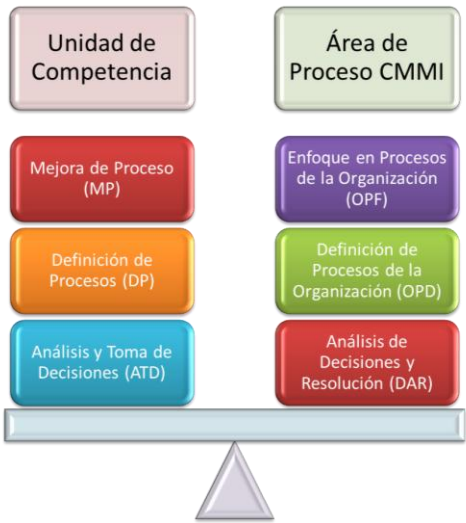 Unidad de
Competencia
Área de
Proceso CMMI
Mejora de Proceso
(MP)
Enfoque en Procesos
de la Organización
(OPF)
Definición de
Procesos (DP)
Definición de
Procesos de la
Organización (OPD)
Análisis y Toma de
Decisiones (ATD)
Análisis de
Decisiones y
Resolución (DAR)